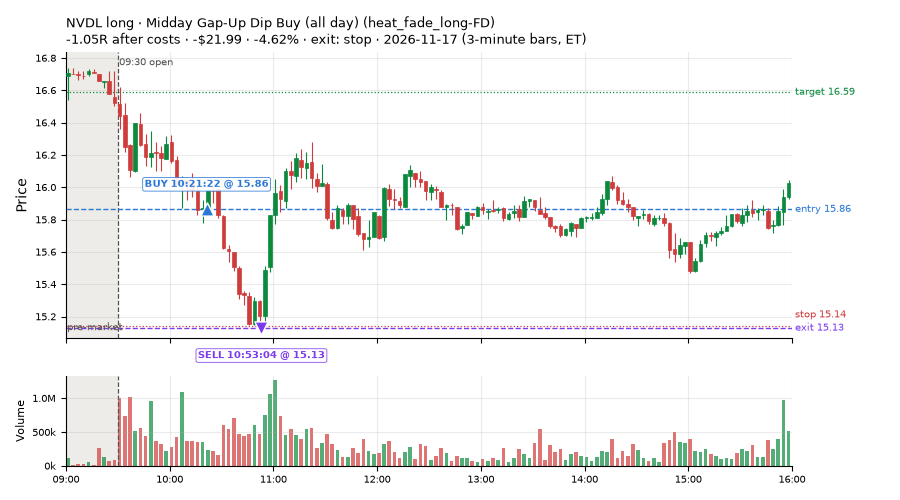 NVDL long · Midday Gap-Up Dip Buy (all day) (heat_fade_long-FD)
-1.05R after costs · -$21.99 · -4.62% · exit: stop · 2026-11-17 (3-minute bars, ET)
09:30 open
16.8
16.6
16.4
16.2
16.0
15.8
15.6
15.4
15.2
Price
target 16.59
BUY 10:21:22 @ 15.86
entry 15.86
stop 15.14
pre-market
exit 15.13
SELL 10:53:04 @ 15.13
1.0M
500k
0k
Volume
09:00
10:00
11:00
12:00
13:00
14:00
15:00
16:00